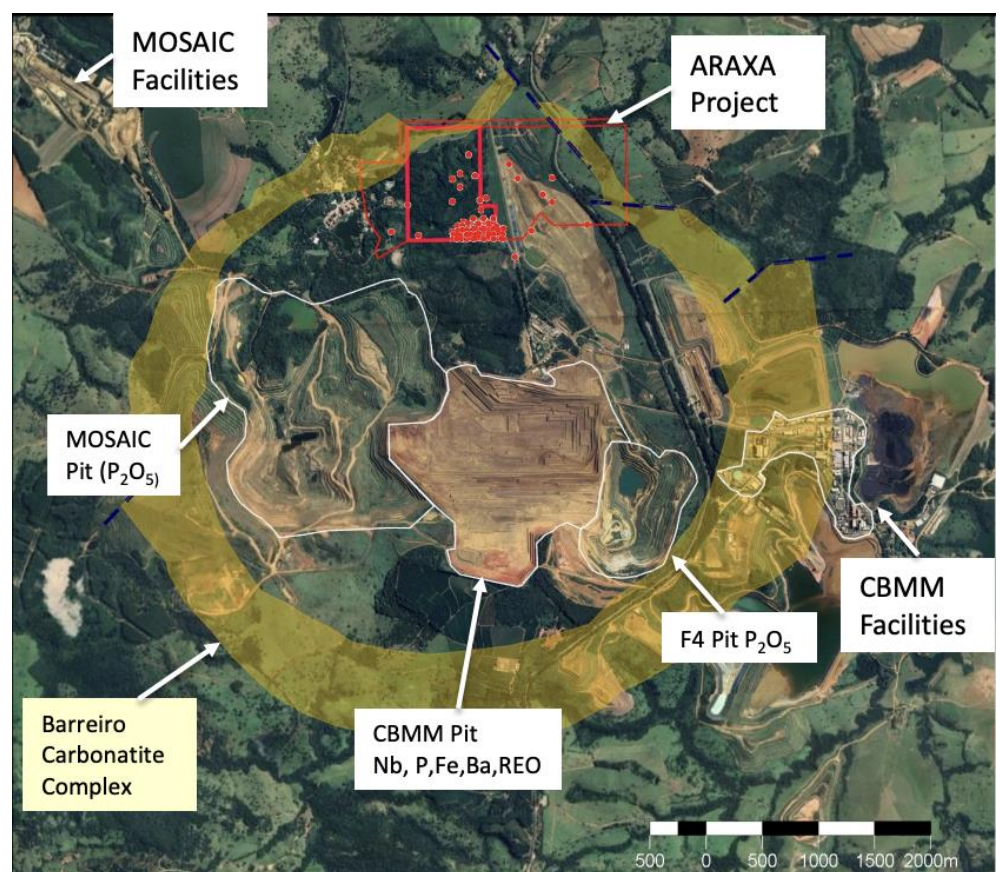 MOSAIC
Facilities
ARAXA
Project
MOSAIC
Pit (P₂O₅)
CBMM
Facilities
F4 Pit P₂O₅
Barreiro
Carbonatite
Complex
CBMM Pit
Nb, P,Fe,Ba,REO
500 0 500 1000 1500 2000m